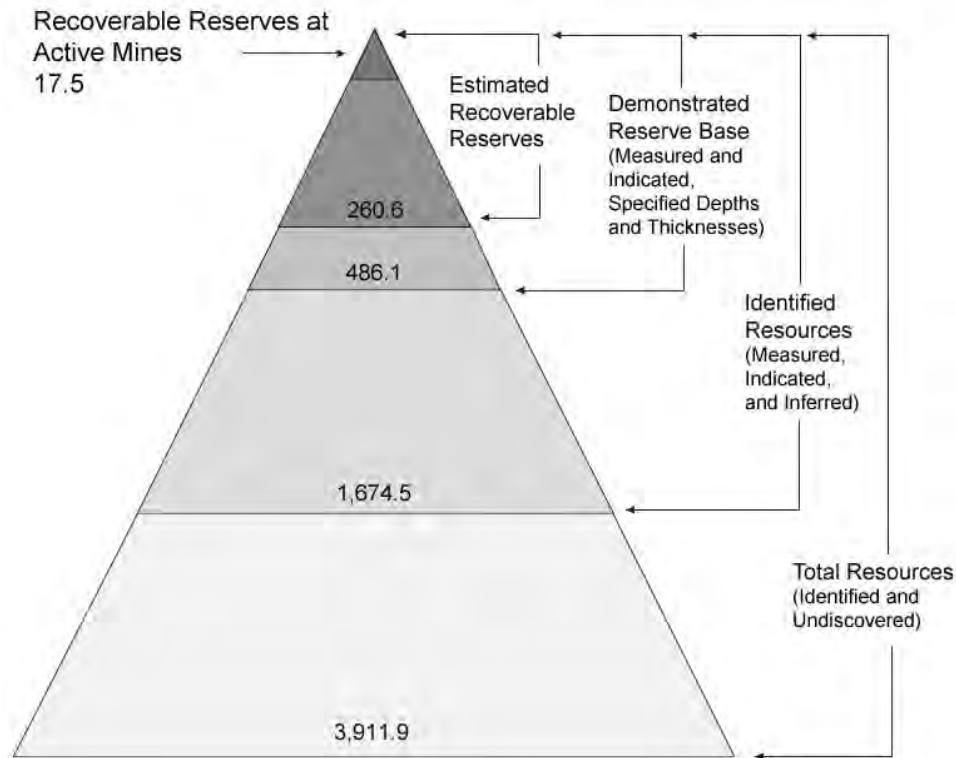 Recoverable Reserves at
Active Mines
17.5
Estimated
Recoverable
Reserves
Demonstrated
Reserve Base
(Measured and
Indicated,
Specified Depths
and Thicknesses)
260.6
486.1
Identified
Resources
(Measured,
Indicated,
and Inferred)
1,674.5
Total Resources
(Identified and
Undiscovered)
3,911.9